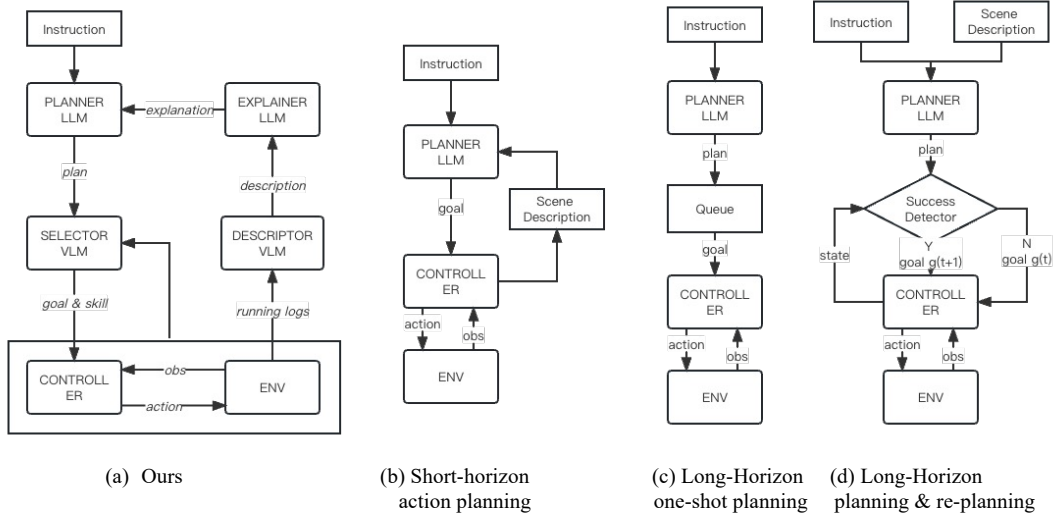 Instruction
PLANNER
LLM
explanation
EXPLAINER
LLM
plan
description
SELECTOR
VLM
DESCRIPTOR
VLM
goal & skill
running logs
CONTROLL
ER
obs
action
ENV
(a) Ours
Instruction
PLANNER
LLM
goal
Scene
Description
CONTROLL
ER
action
obs
ENV
(b) Short-horizon
action planning
Instruction
PLANNER
LLM
plan
Queue
goal
CONTROLL
ER
action
obs
ENV
(c) Long-Horizon
one-shot planning
Instruction
Scene
Description
PLANNER
LLM
plan
Success
Detector
state
Y
goal g(t+1)
N
goal g(t)
CONTROLL
ER
action
obs
ENV
(d) Long-Horizon
planning & re-planning